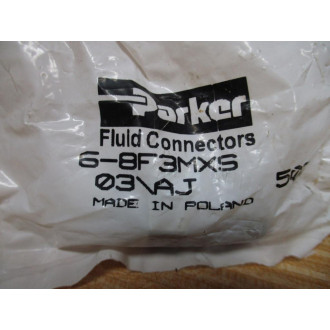 Parker
Fluid Connectors
6-8F3MXS
03\AJ
MADE IN POLAND